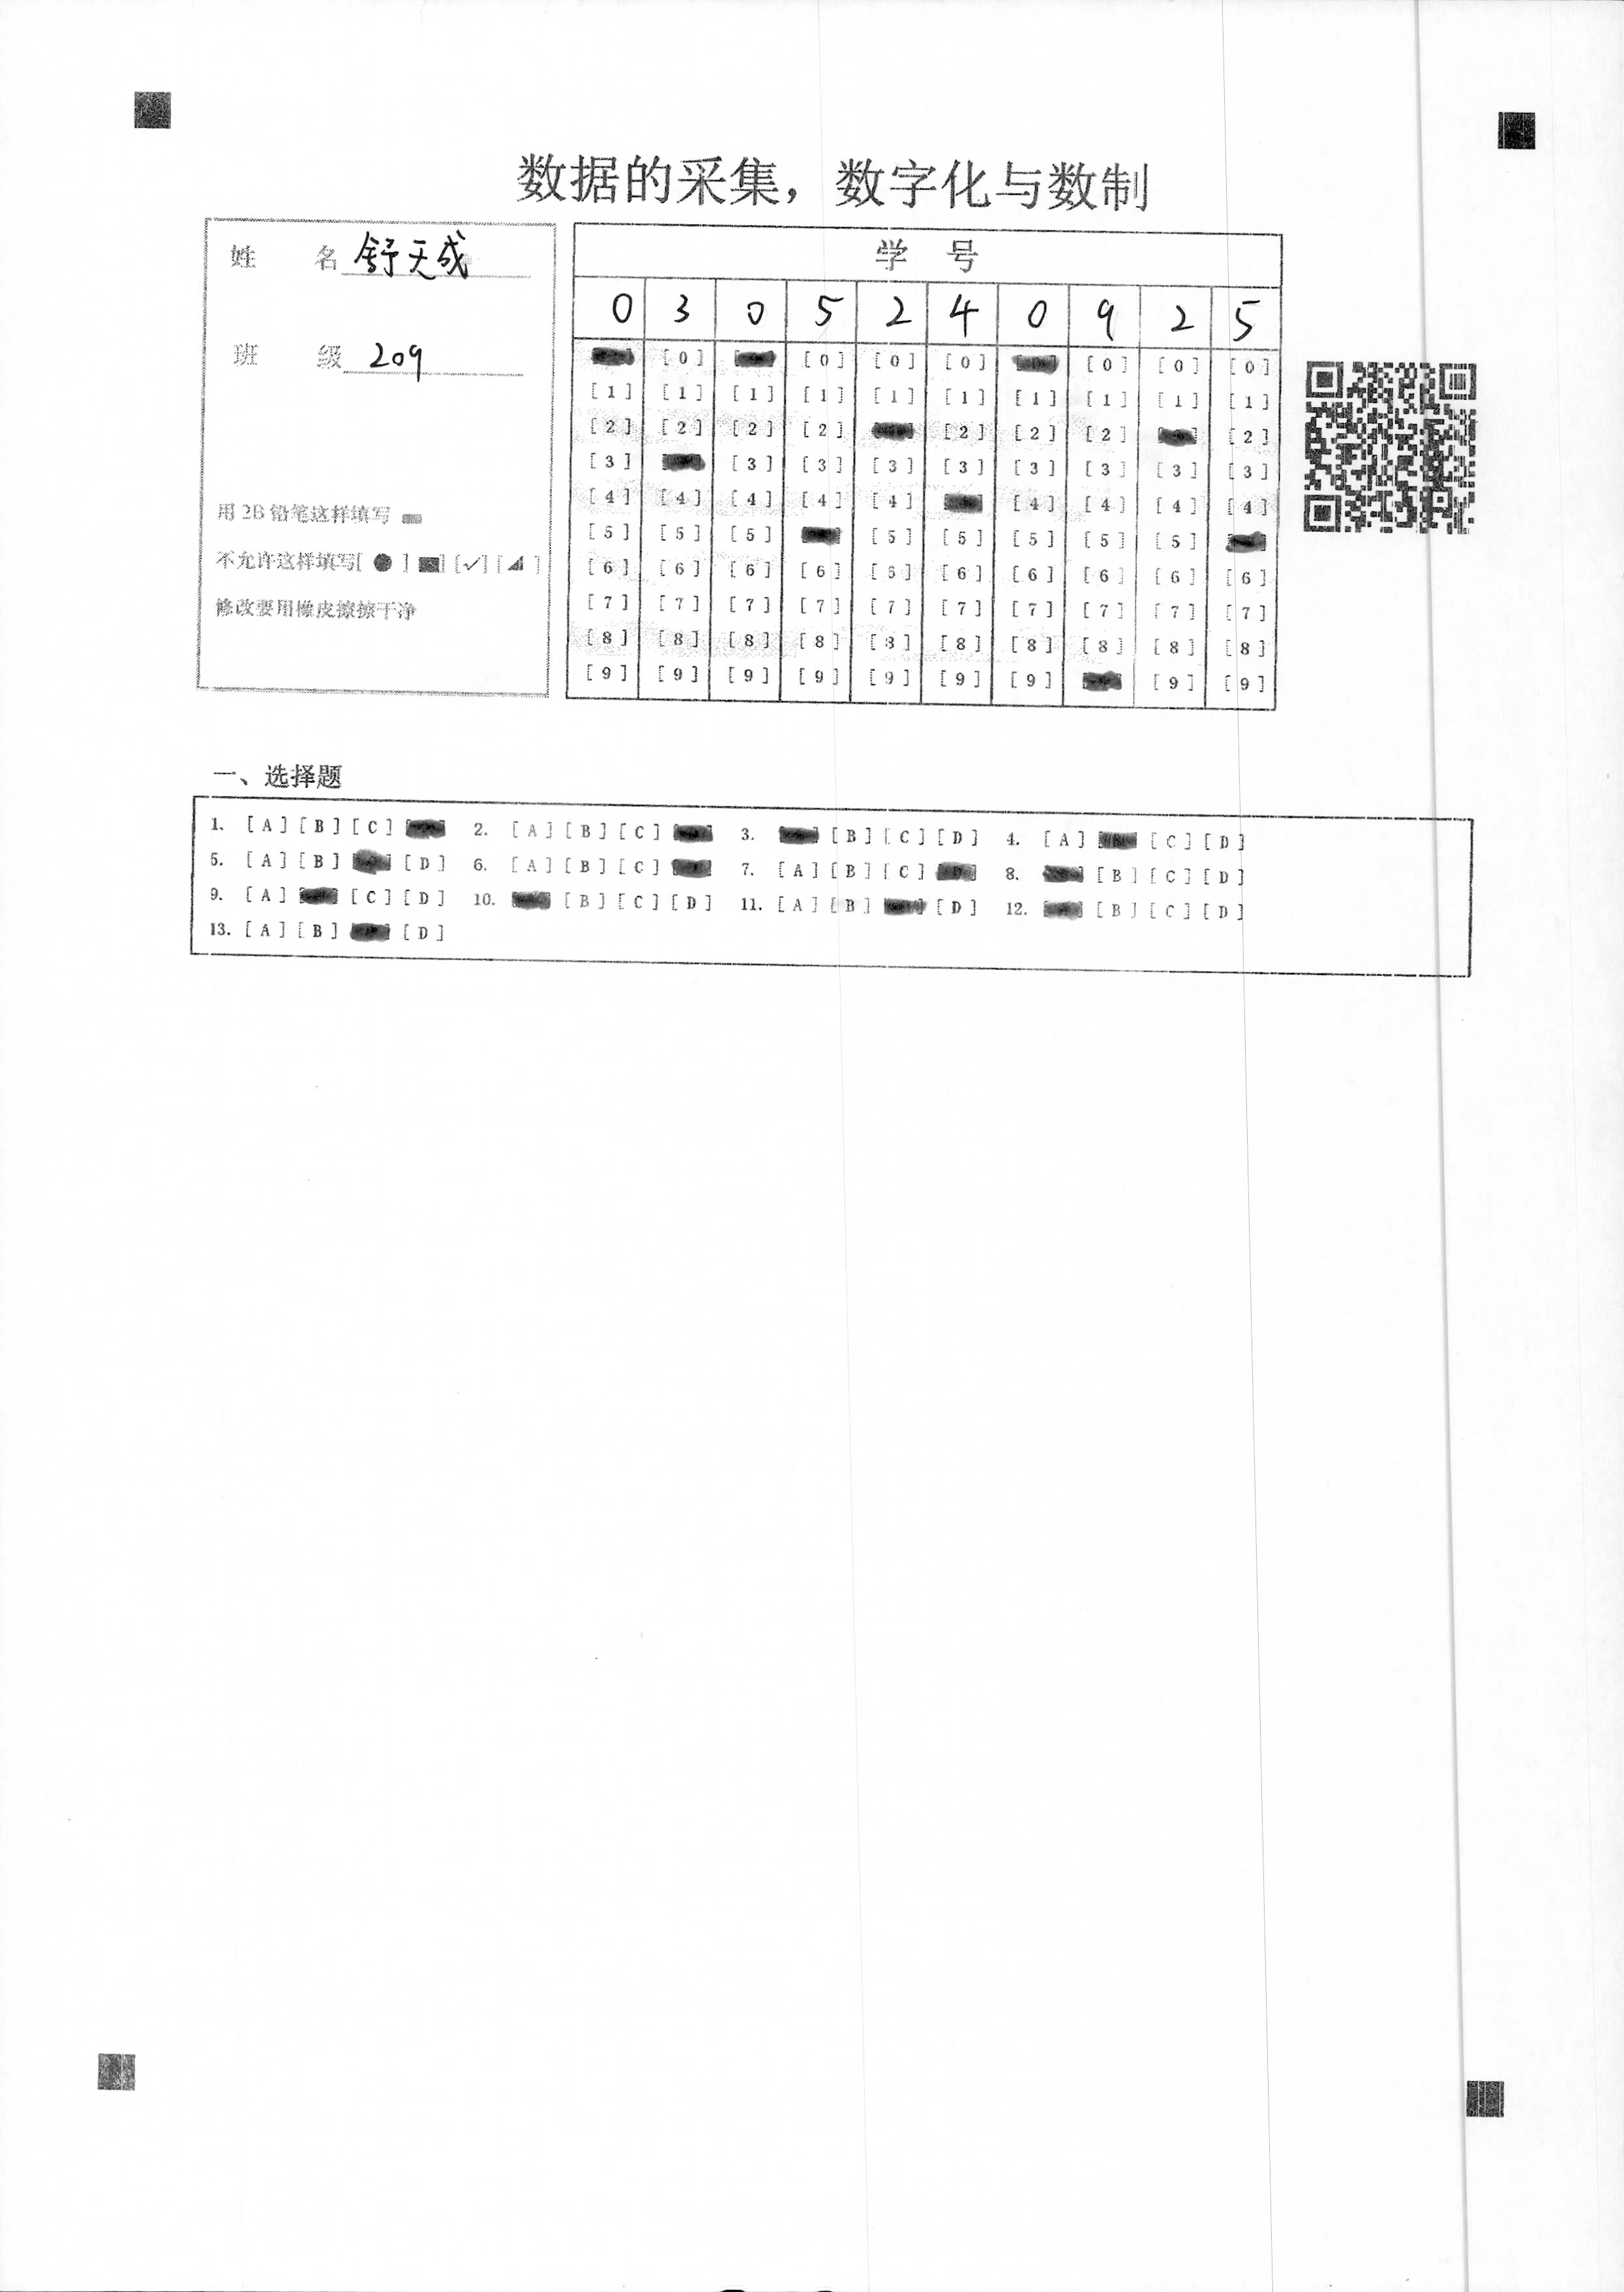 数据的采集，数字化与数制
姓 名 舒天成
班 级 209
用 2B 铅笔这样填写
不允许这样填写[ ● ] [■] [✓] [◢ ]
修改要用橡皮擦擦干净
学 号
0 3 0 5 2 4 0 9 2 5
[0] [0] [0] [0] [0] [0] [0]
[1] [1] [1] [1] [1] [1] [1] [1] [1] [1]
[2] [2] [2] [2] [2] [2] [2] [2]
[3] [3] [3] [3] [3] [3] [3] [3] [3]
[4] [4] [4] [4] [4] [4] [4] [4] [4]
[5] [5] [5] [5] [5] [5] [5] [5]
[6] [6] [6] [6] [6] [6] [6] [6] [6] [6]
[7] [7] [7] [7] [7] [7] [7] [7] [7] [7]
[8] [8] [8] [8] [8] [8] [8] [8] [8] [8]
[9] [9] [9] [9] [9] [9] [9] [9] [9]
一、选择题
1. [A] [B] [C] 2. [A] [B] [C] 3. [B] [C] [D] 4. [A] [C] [D]
5. [A] [B] [D] 6. [A] [B] [C] 7. [A] [B] [C] 8. [B] [C] [D]
9. [A] [C] [D] 10. [B] [C] [D] 11. [A] [B] [D] 12. [B] [C] [D]
13. [A] [B] [D]